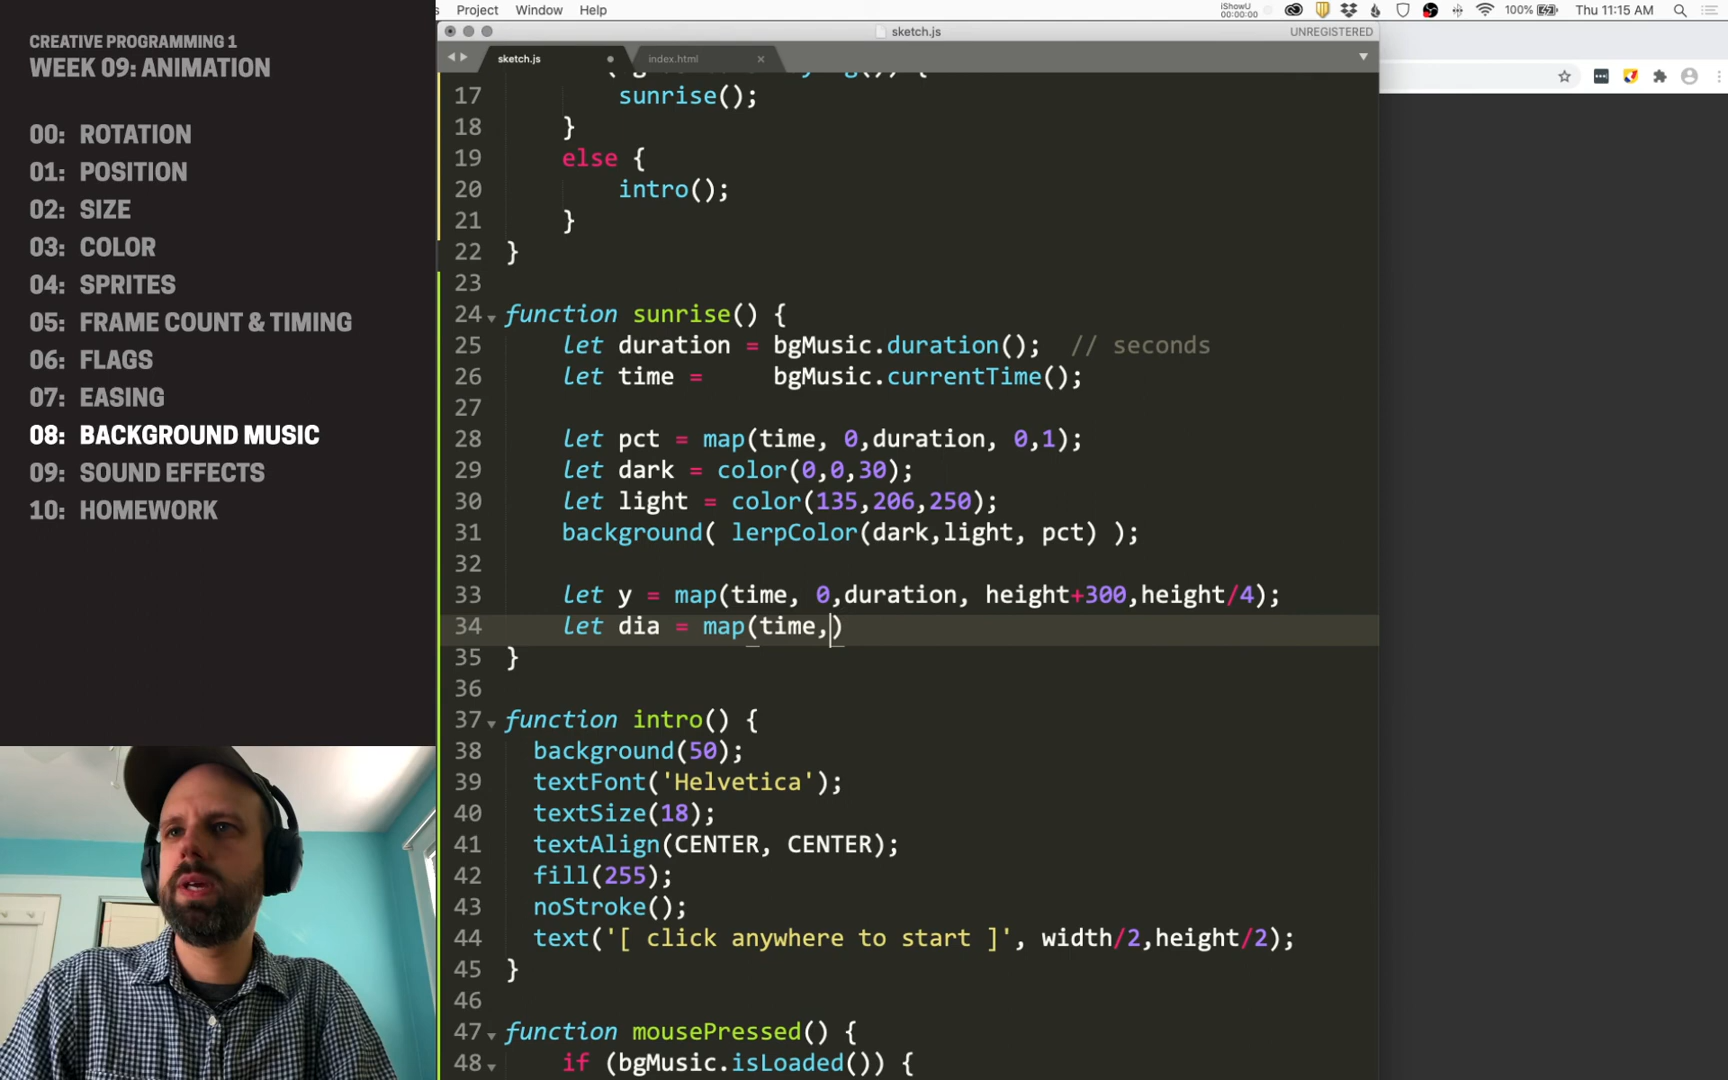 Project Window Help
iShowU
00:00:00
100%
Thu 11:15 AM
CREATIVE PROGRAMMING 1
WEEK 09: ANIMATION
00: ROTATION
01: POSITION
02: SIZE
03: COLOR
04: SPRITES
05: FRAME COUNT & TIMING
06: FLAGS
07: EASING
08: BACKGROUND MUSIC
09: SOUND EFFECTS
10: HOMEWORK
sketch.js
UNREGISTERED
sketch.js
index.html
17 sunrise();
18 }
19 else {
20 intro();
21 }
22 }
23
24 function sunrise() {
25 let duration = bgMusic.duration(); // seconds
26 let time = bgMusic.currentTime();
27
28 let pct = map(time, 0,duration, 0,1);
29 let dark = color(0,0,30);
30 let light = color(135,206,250);
31 background( lerpColor(dark,light, pct) );
32
33 let y = map(time, 0,duration, height+300,height/4);
34 let dia = map(time,)
35 }
36
37 function intro() {
38 background(50);
39 textFont('Helvetica');
40 textSize(18);
41 textAlign(CENTER, CENTER);
42 fill(255);
43 noStroke();
44 text('[ click anywhere to start ]', width/2,height/2);
45 }
46
47 function mousePressed() {
48 if (bgMusic.isLoaded()) {